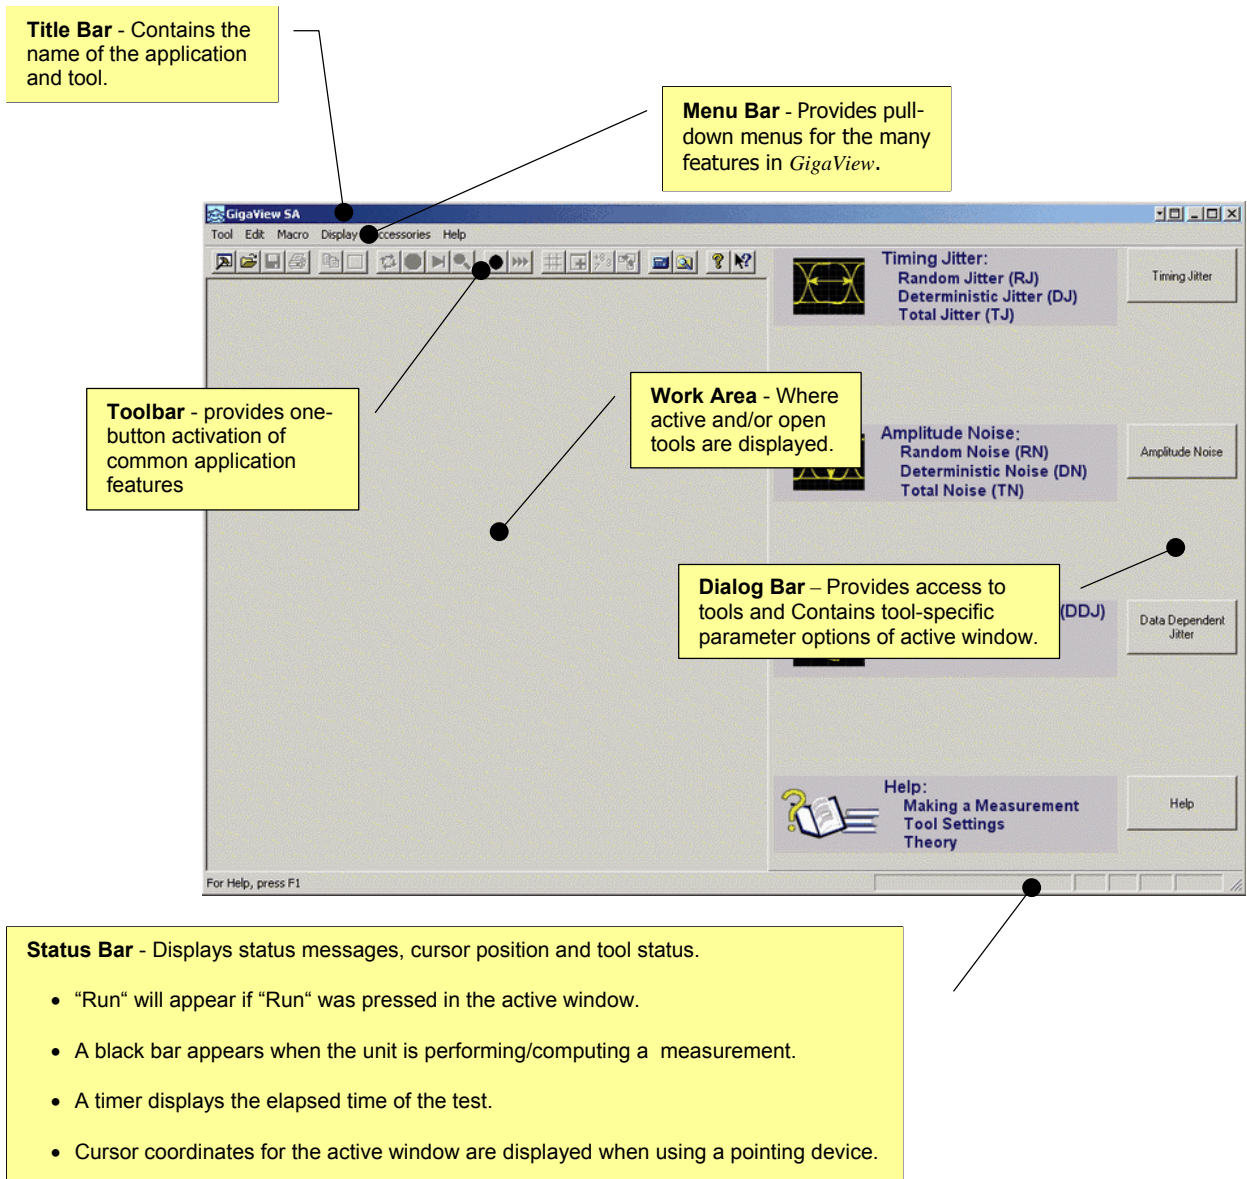 Title Bar - Contains the
name of the application
and tool.
Menu Bar - Provides pull-
down menus for the many
features in GigaView.
GigaView SA
Tool Edit Macro Display ccessories Help
Timing Jitter:
Random Jitter (RJ)
Deterministic Jitter (DJ)
Total Jitter (TJ)
Timing Jitter
Toolbar - provides one-
button activation of
common application
features
Work Area - Where
active and/or open
tools are displayed.
Amplitude Noise:
Random Noise (RN)
Deterministic Noise (DN)
Total Noise (TN)
Amplitude Noise
Dialog Bar – Provides access to
tools and Contains tool-specific
parameter options of active window.
(DDJ)
Data Dependent
Jitter
Help:
Making a Measurement
Tool Settings
Theory
Help
For Help, press F1
Status Bar - Displays status messages, cursor position and tool status.
• “Run“ will appear if “Run“ was pressed in the active window.
• A black bar appears when the unit is performing/computing a  measurement.
• A timer displays the elapsed time of the test.
• Cursor coordinates for the active window are displayed when using a pointing device.